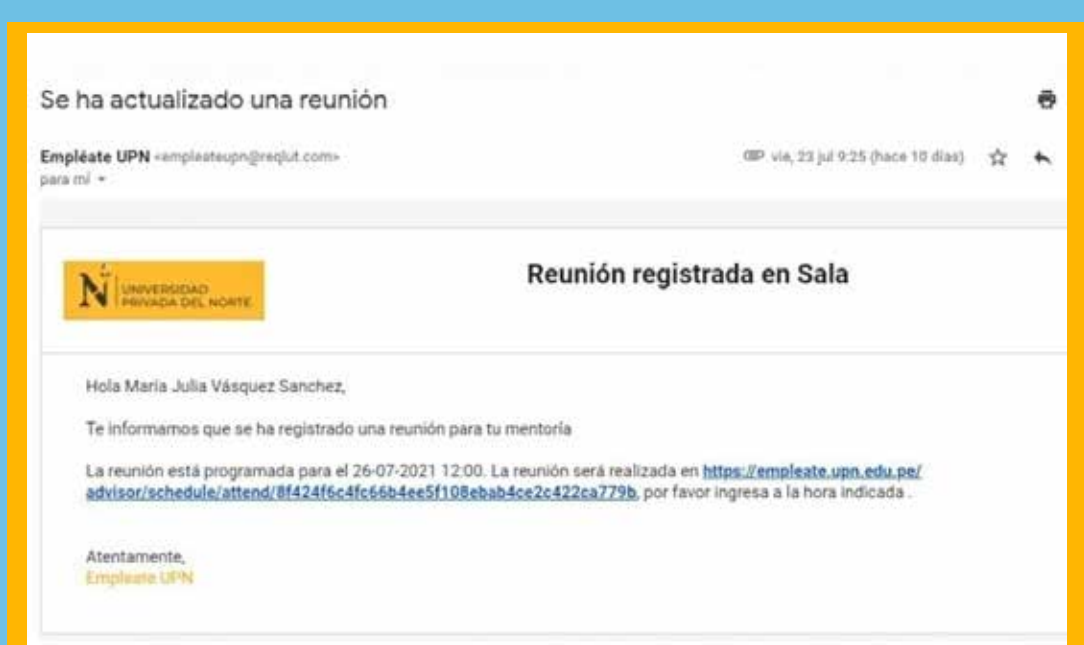 Se ha actualizado una reunión
Empléate UPN <empleateupn@reqlut.com>
vie, 23 jul 9:25 (hace 10 días)
para mí
N UNIVERSIDAD
PRIVADA DEL NORTE
Reunión registrada en Sala
Hola María Julia Vásquez Sanchez,
Te informamos que se ha registrado una reunión para tu mentoría
La reunión está programada para el 26-07-2021 12:00. La reunión será realizada en https://empleate.upn.edu.pe/
advisor/schedule/attend/8f424f6c4fc66b4ee5f108ebab4ce2c422ca779b, por favor ingresa a la hora indicada .
Atentamente,
Empleate UPN